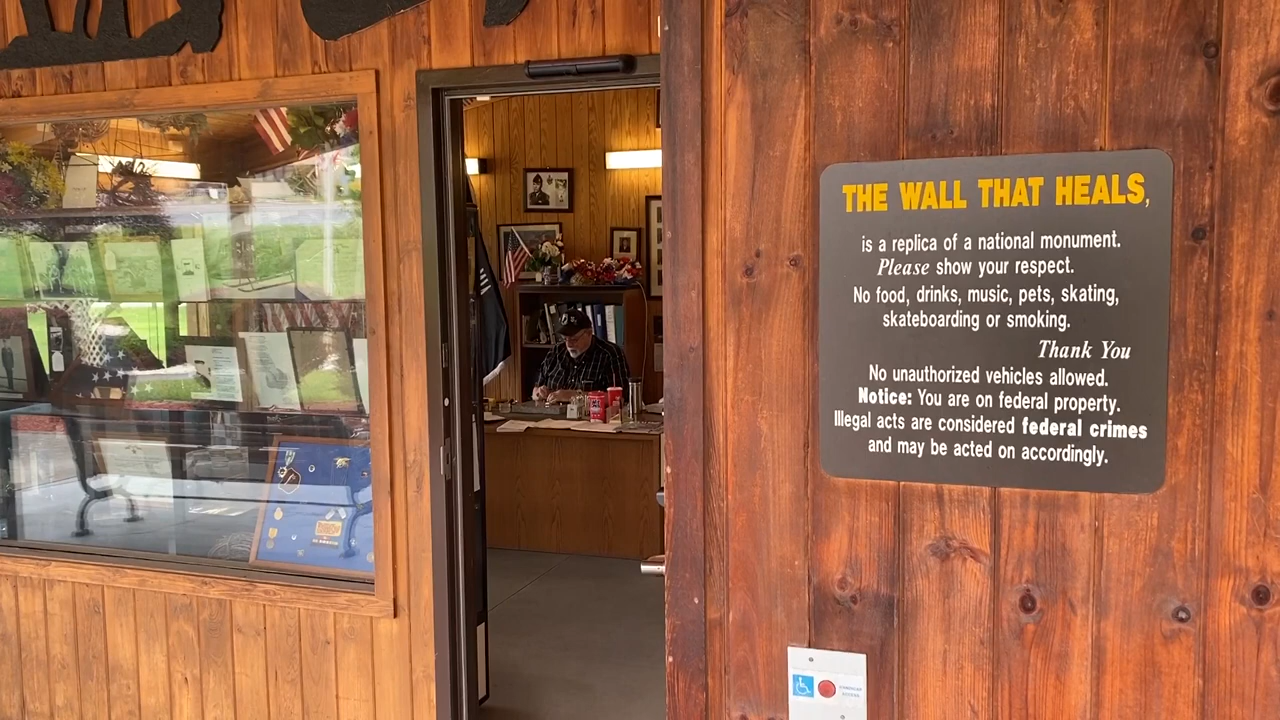 THE WALL THAT HEALS,
is a replica of a national monument.
Please show your respect.
No food, drinks, music, pets, skating,
skateboarding or smoking.
Thank You
No unauthorized vehicles allowed.
Notice: You are on federal property.
Illegal acts are considered federal crimes
and may be acted on accordingly.